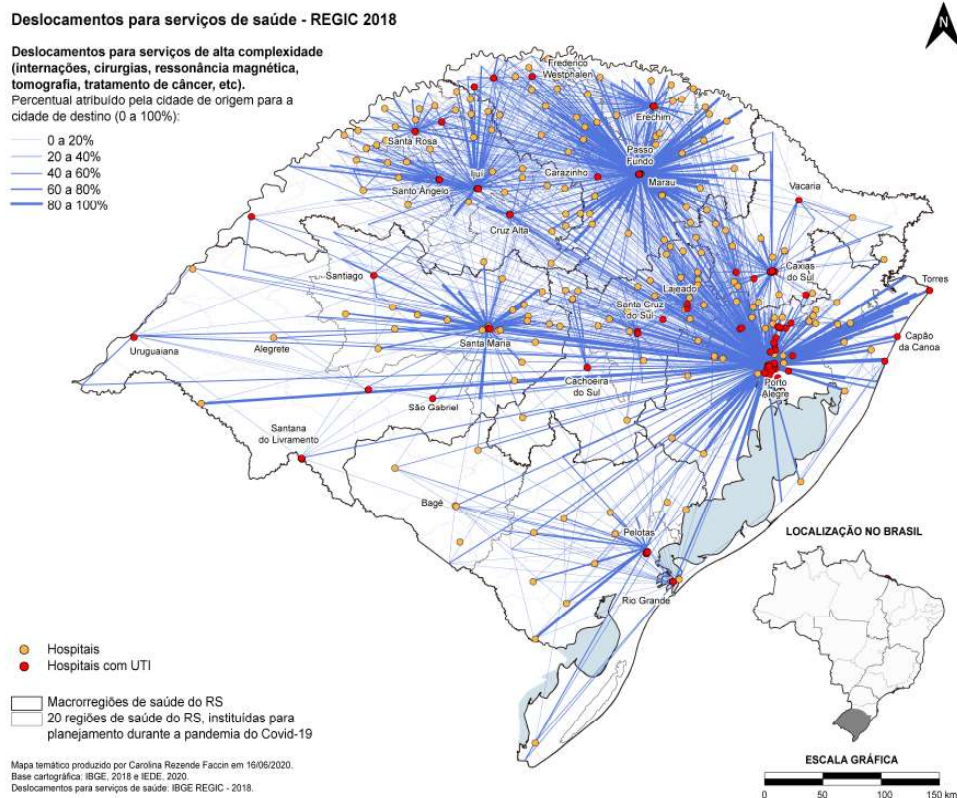 Deslocamentos para serviços de saúde - REGIC 2018
N
Deslocamentos para serviços de alta complexidade
(internações, cirurgias, ressonância magnética,
tomografia, tratamento de câncer, etc).
Percentual atribuído pela cidade de origem para a
cidade de destino (0 a 100%):
0 a 20%
20 a 40%
40 a 60%
60 a 80%
80 a 100%
Frederico
Westphalen
Erechim
Santa Rosa
Passo
Fundo
Ijuí
Carazinho
Marau
Santo Ângelo
Vacaria
Cruz Alta
Santiago
Caxias
do Sul
Lajeado
Torres
Santa Cruz
do Sul
Uruguaiana
Alegrete
Santa Maria
Capão
da Canoa
Cachoeira
do Sul
Porto
Alegre
São Gabriel
Santana
do Livramento
Bagé
Pelotas
Rio Grande
LOCALIZAÇÃO NO BRASIL
Hospitais
Hospitais com UTI
Macrorregiões de saúde do RS
20 regiões de saúde do RS, instituídas para
planejamento durante a pandemia do Covid-19
Mapa temático produzido por Carolina Rezende Faccin em 16/06/2020.
Base cartográfica: IBGE, 2018 e IEDE, 2020.
Deslocamentos para serviços de saúde: IBGE REGIC - 2018.
ESCALA GRÁFICA
0 50 100 150 km